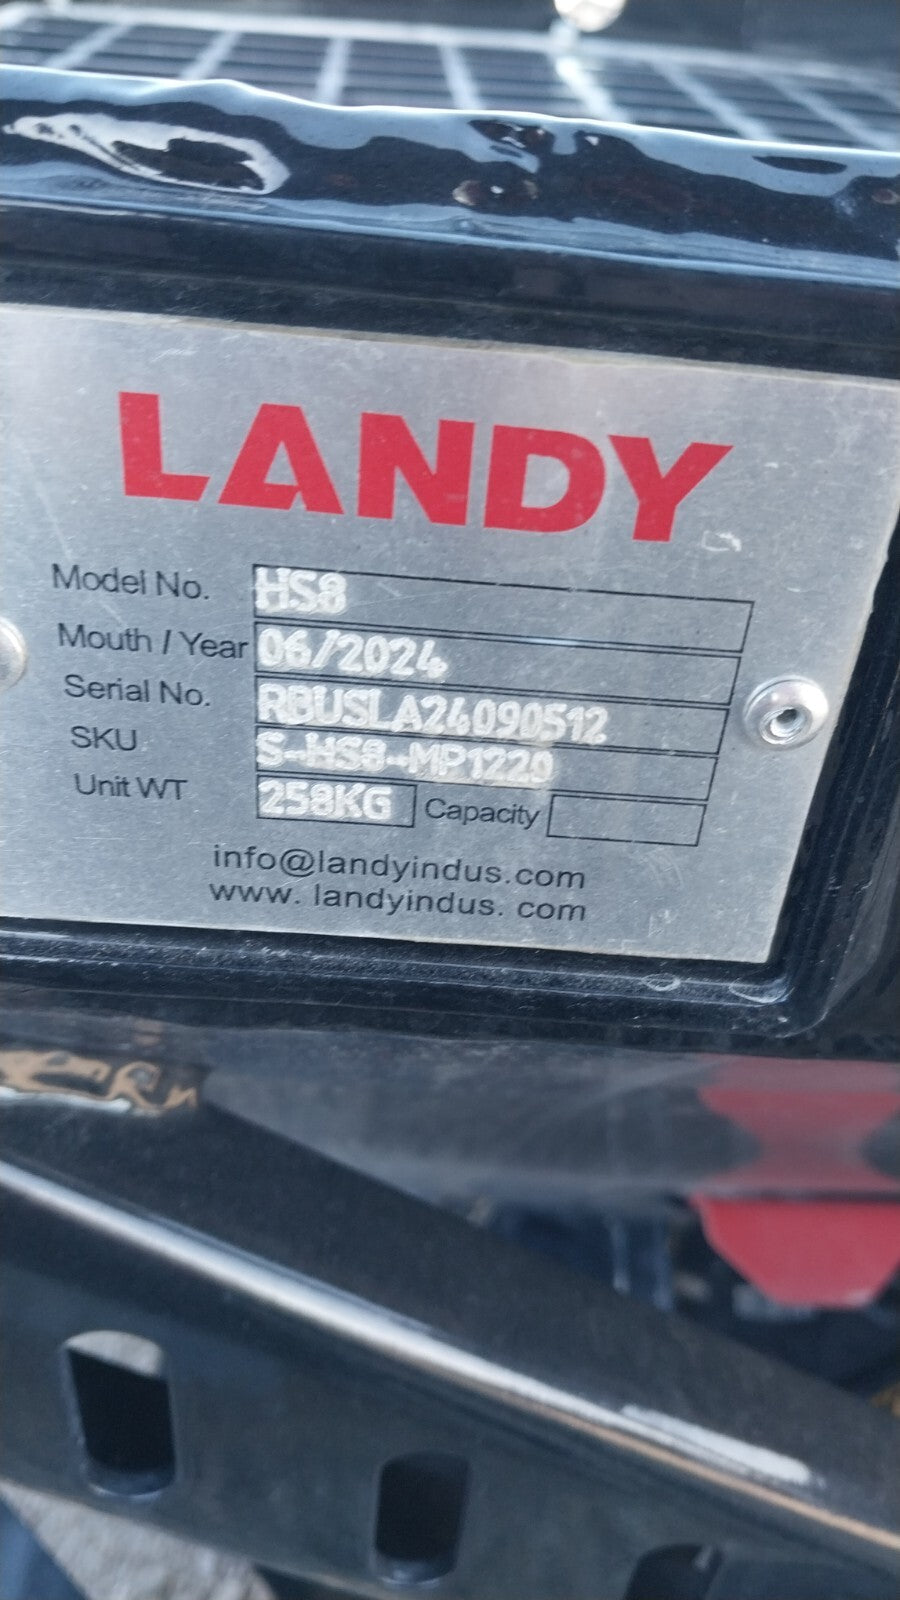 LANDY
Model No. HS8
Mouth / Year 06/2024
Serial No. RBUSLA24090512
SKU S-HS8-MP1220
Unit WT 258KG Capacity
info@landyindus.com
www. landyindus. com